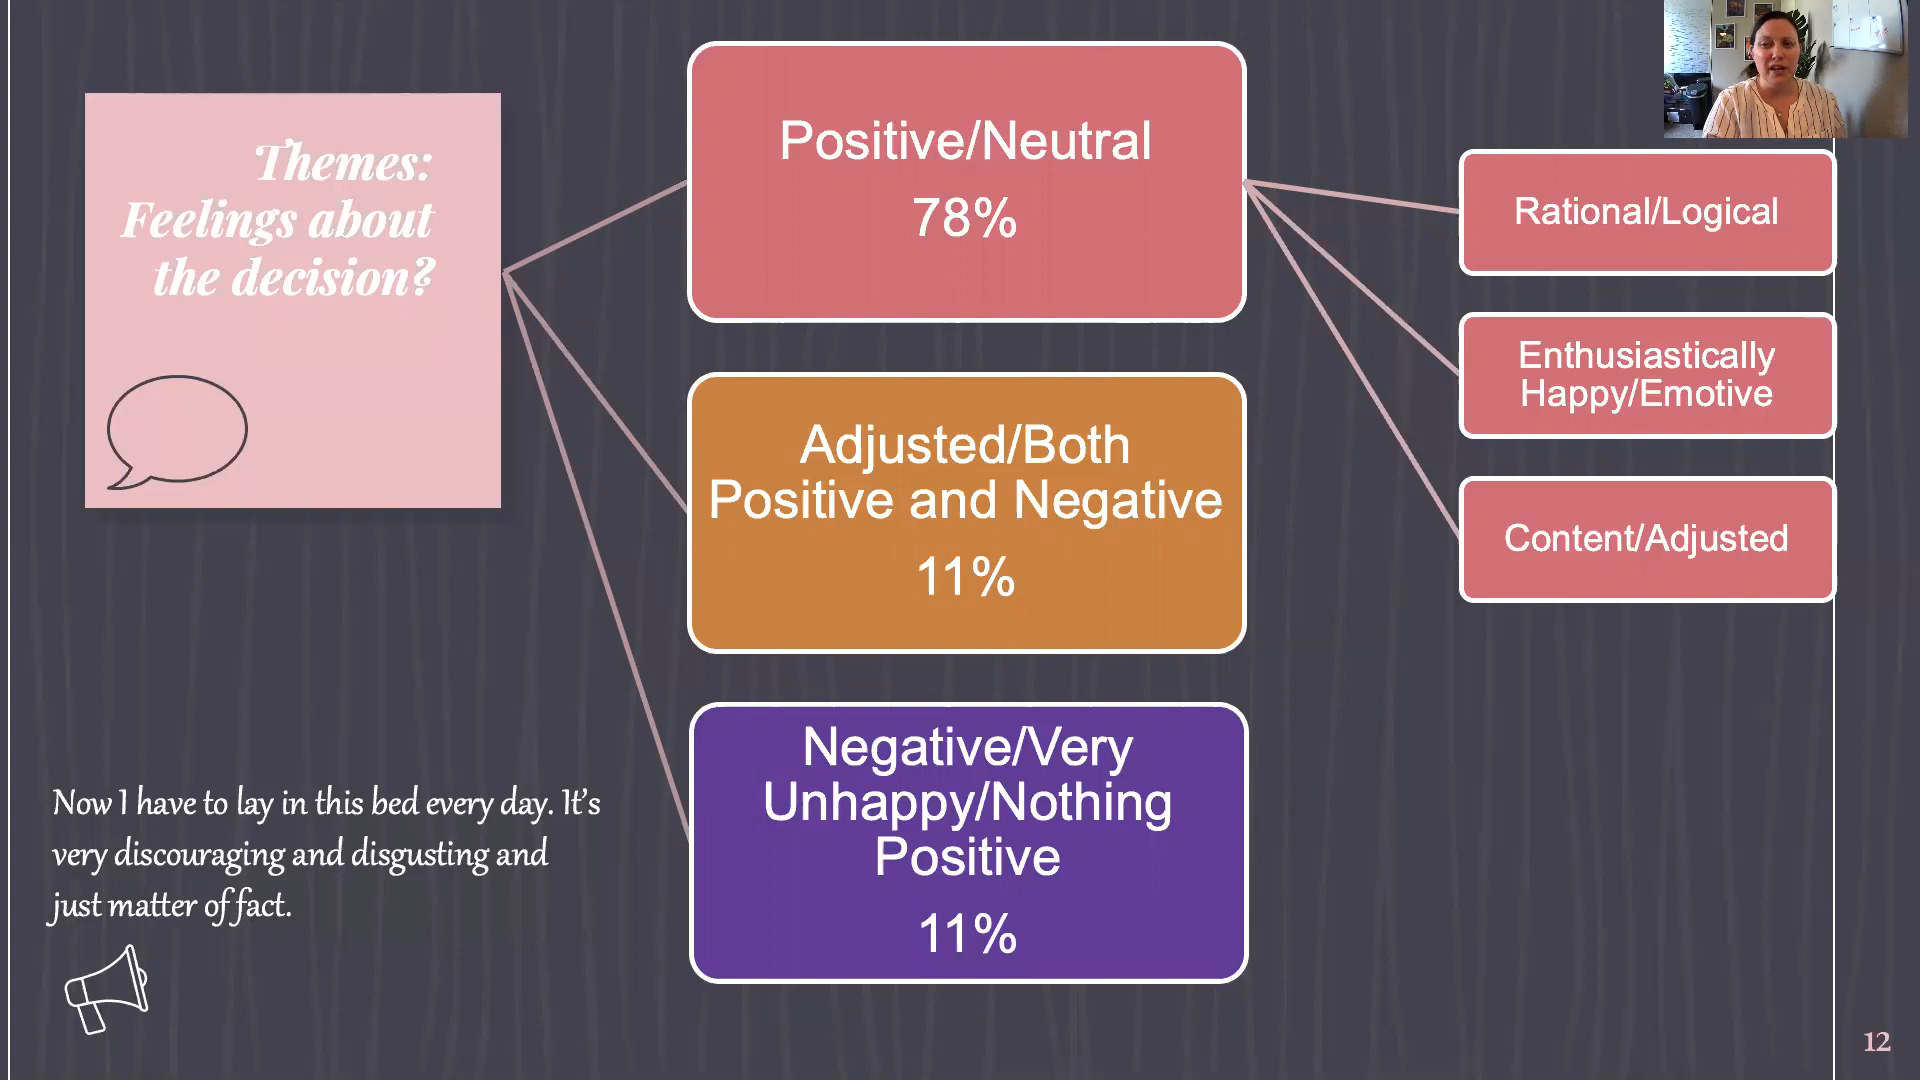 Themes:
Feelings about
the decision?
Now I have to lay in this bed every day. It's
very discouraging and disgusting and
just matter of fact.
Positive/Neutral
78%
Adjusted/Both
Positive and Negative
11%
Negative/Very
Unhappy/Nothing
Positive
11%
Rational/Logical
Enthusiastically
Happy/Emotive
Content/Adjusted
12